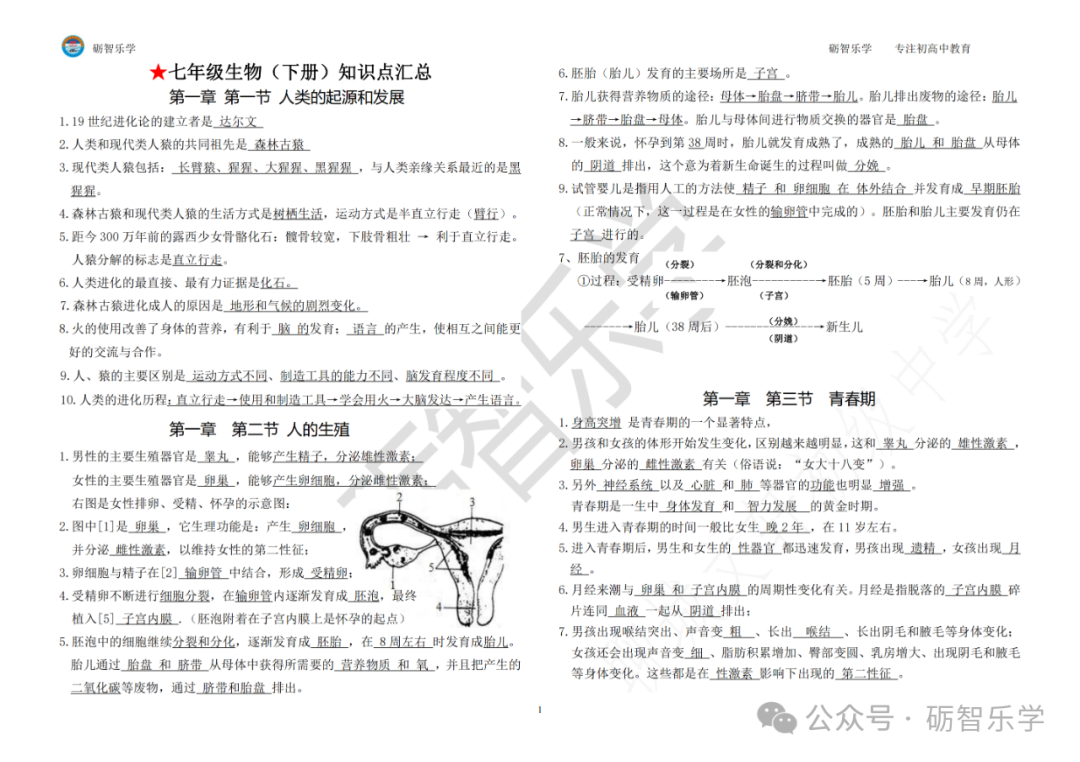 砺智乐学
砺智乐学 专注初高中教育
★七年级生物（下册）知识点汇总
第一章 第一节 人类的起源和发展
1.19 世纪进化论的建立者是 达尔文
2.人类和现代类人猿的共同祖先是 森林古猿
3.现代类人猿包括： 长臂猿、猩猩、大猩猩、黑猩猩 ，与人类亲缘关系最近的是黑
猩猩。
4.森林古猿和现代类人猿的生活方式是树栖生活，运动方式是半直立行走（臂行）。
5.距今 300 万年前的露西少女骨骼化石：髋骨较宽，下肢骨粗壮 → 利于直立行走。
人猿分解的标志是直立行走。
6.人类进化的最直接、最有力证据是化石。
7.森林古猿进化成人的原因是 地形和气候的剧烈变化。
8.火的使用改善了身体的营养，有利于 脑 的发育； 语言 的产生，使相互之间能更
好的交流与合作。
9.人、猿的主要区别是 运动方式不同、制造工具的能力不同、脑发育程度不同 。
10.人类的进化历程：直立行走→使用和制造工具→学会用火→大脑发达→产生语言.
第一章 第二节 人的生殖
1.男性的主要生殖器官是 睾丸 ，能够产生精子，分泌雄性激素；
女性的主要生殖器官是 卵巢 ，能够产生卵细胞，分泌雌性激素；
右图是女性排卵、受精、怀孕的示意图：
2.图中[1]是 卵巢 ，它生理功能是：产生 卵细胞 ，
并分泌 雌性激素，以维持女性的第二性征；
3.卵细胞与精子在[2] 输卵管 中结合，形成 受精卵；
4.受精卵不断进行细胞分裂，在输卵管内逐渐发育成 胚泡，最终
植入[5] 子宫内膜 .（胚泡附着在子宫内膜上是怀孕的起点）
2
3
5
1
4
5.胚泡中的细胞继续分裂和分化，逐渐发育成 胚胎 ，在 8 周左右 时发育成胎儿。
胎儿通过 胎盘 和 脐带 从母体中获得所需要的 营养物质 和 氧 ，并且把产生的
二氧化碳等废物，通过 脐带和胎盘 排出。
6.胚胎（胎儿）发育的主要场所是 子宫 。
7.胎儿获得营养物质的途径：母体→胎盘→脐带→胎儿。胎儿排出废物的途径：胎儿
→脐带→胎盘→母体。胎儿与母体间进行物质交换的器官是 胎盘 。
8.一般来说，怀孕到第 38 周时，胎儿就发育成熟了，成熟的 胎儿 和 胎盘 从母体
的 阴道 排出，这个意为着新生命诞生的过程叫做 分娩 。
9.试管婴儿是指用人工的方法使 精子 和 卵细胞 在 体外结合 并发育成 早期胚胎
（正常情况下，这一过程是在女性的输卵管中完成的）。胚胎和胎儿主要发育仍在
子宫 进行的。
7、胚胎的发育
（分裂） （分裂和分化）
①过程：受精卵→胚泡→胚胎（5 周）→胎儿（8 周，人形）
（输卵管） （子宫）
（分娩）
→胎儿（38 周后）→新生儿
（阴道）
第一章 第三节 青春期
1.身高突增 是青春期的一个显著特点，
2.男孩和女孩的体形开始发生变化，区别越来越明显，这和 睾丸 分泌的 雄性激素 ，
卵巢 分泌的 雌性激素 有关（俗语说：“女大十八变”）。
3.另外 神经系统 以及 心脏 和 肺 等器官的功能也明显 增强 。
青春期是一生中 身体发育 和 智力发展 的黄金时期。
4.男生进入青春期的时间一般比女生 晚 2 年 ，在 11 岁左右。
5.进入青春期后，男生和女生的 性器官 都迅速发育，男孩出现 遗精 ，女孩出现 月
经 。
6.月经来潮与 卵巢 和 子宫内膜 的周期性变化有关。月经是指脱落的 子宫内膜 碎
片连同 血液 一起从 阴道 排出；
7.男孩出现喉结突出、声音变 粗 、长出 喉结 、长出阴毛和腋毛等身体变化；
女孩还会出现声音变 细 、脂肪积累增加、臀部变圆、乳房增大、出现阴毛和腋毛
等身体变化。这些都是在 性激素 影响下出现的 第二性征 。
1
公众号 · 砺智乐学